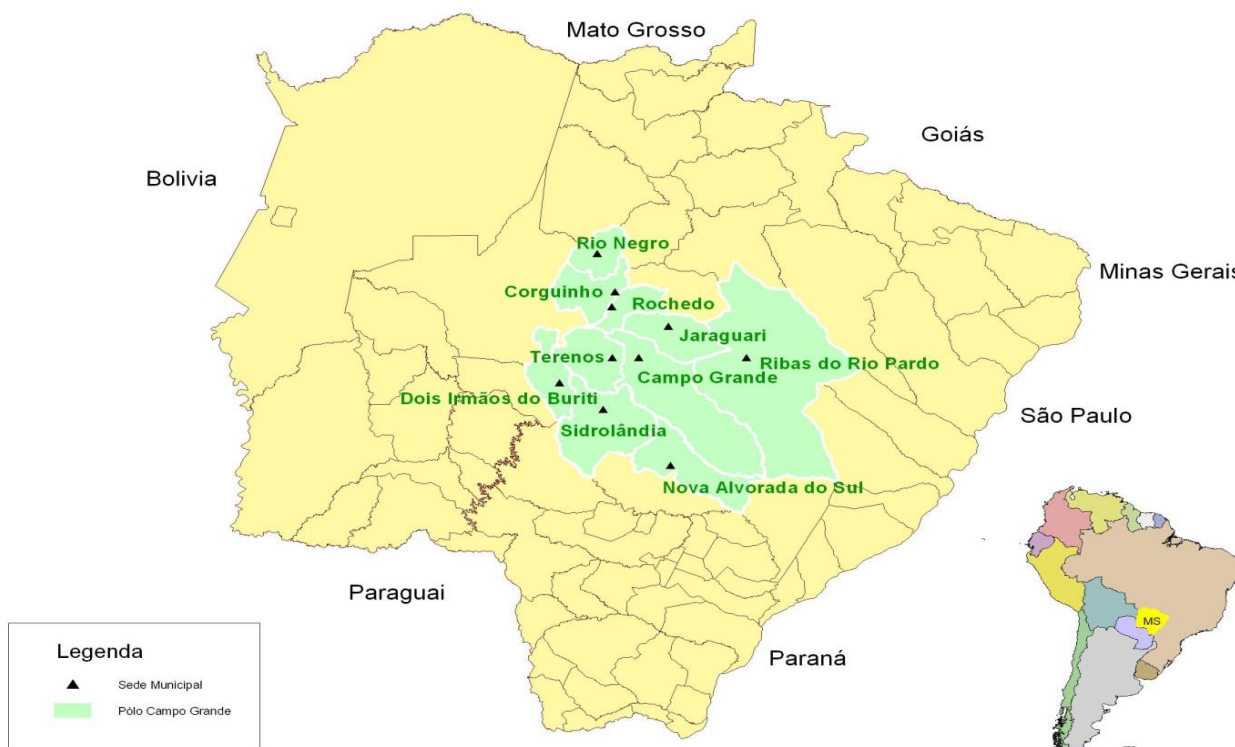 Mato Grosso
Goiás
Bolivia
Rio Negro
Minas Gerais
Corguinho
Rochedo
Jaraguari
Terenos
Ribas do Rio Pardo
Campo Grande
Dois Irmãos do Buriti
São Paulo
Sidrolândia
Nova Alvorada do Sul
Paraguai
MS
Paraná
Legenda
Sede Municipal
Pólo Campo Grande